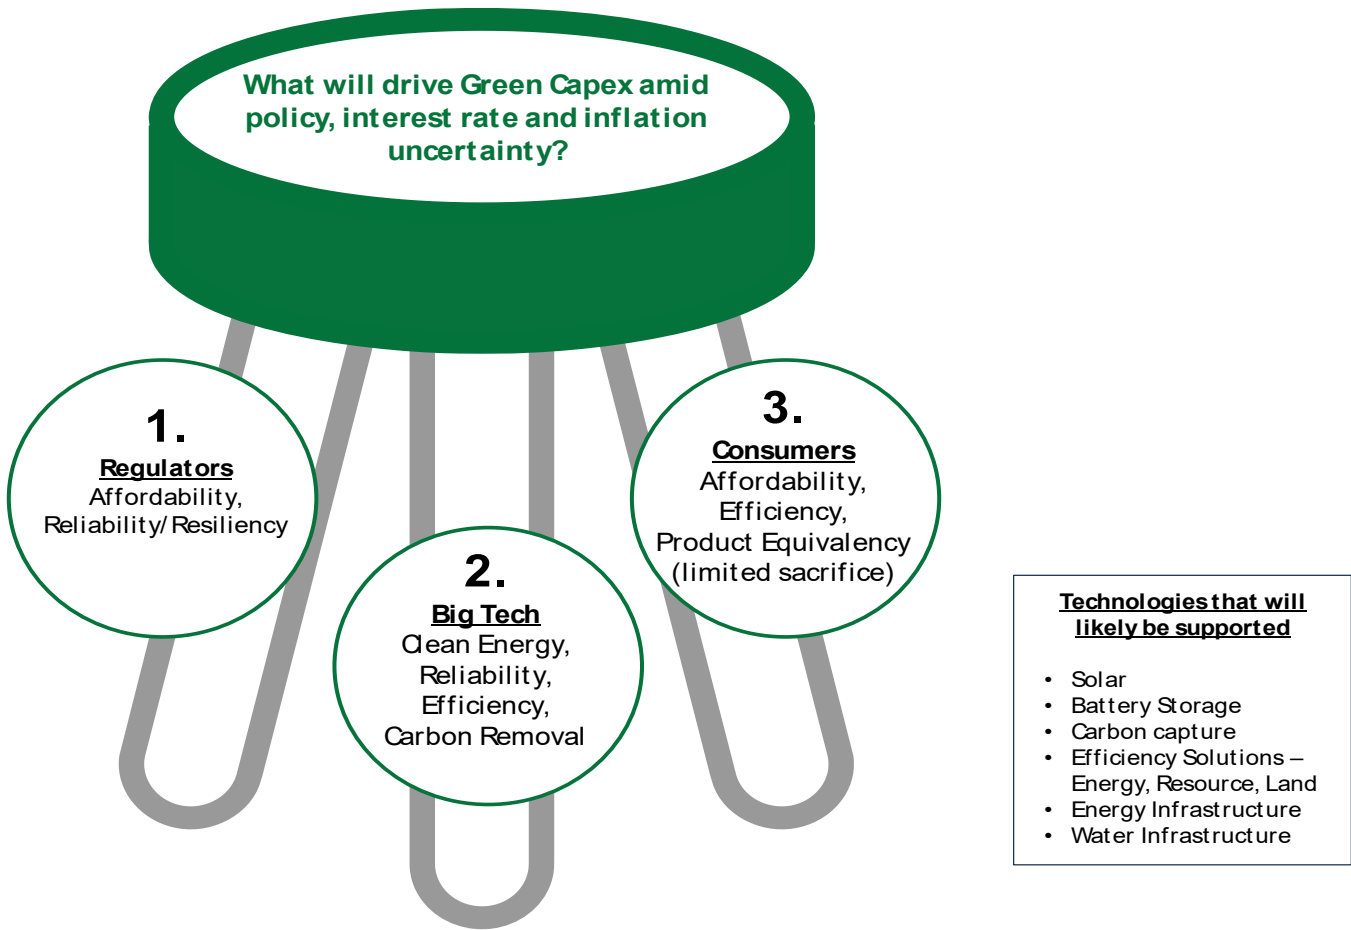 What will drive Green Capex amid
policy, interest rate and inflation
uncertainty?
1.
Regulators
Affordability,
Reliability/Resiliency
2.
Big Tech
Clean Energy,
Reliability,
Efficiency,
Carbon Removal
3.
Consumers
Affordability,
Efficiency,
Product Equivalency
(limited sacrifice)
Technologies that will
likely be supported
• Solar
• Battery Storage
• Carbon capture
• Efficiency Solutions –
Energy, Resource, Land
• Energy Infrastructure
• Water Infrastructure